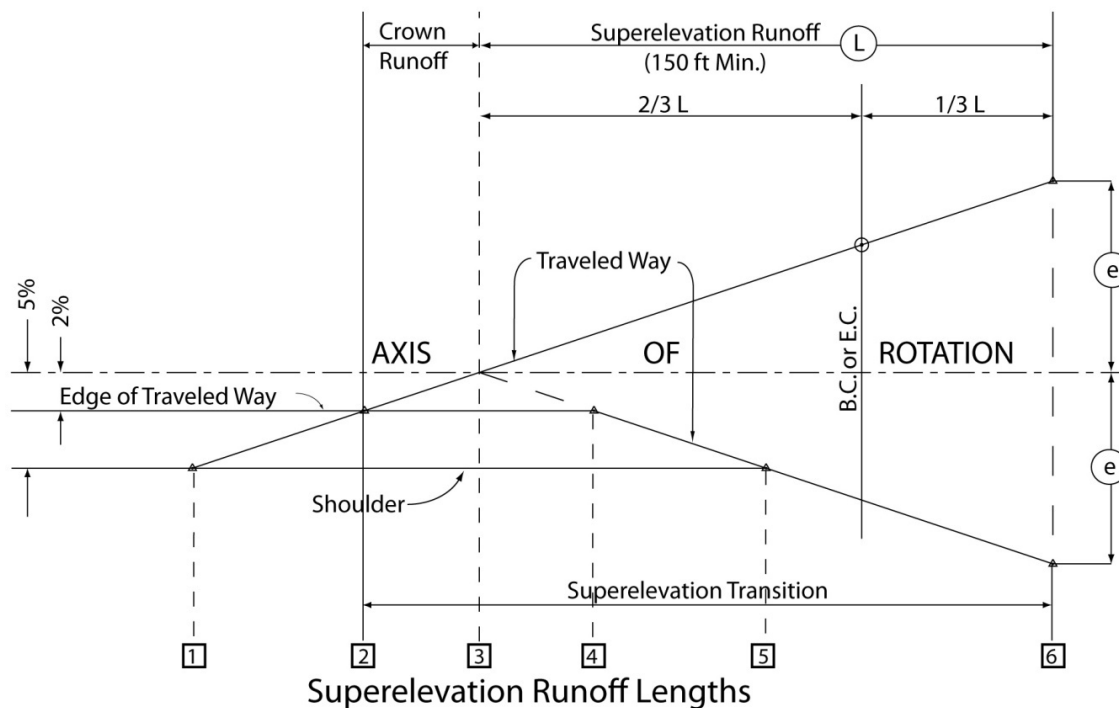 Crown
Runoff
Superelevation Runoff
(150 ft Min.)
L
2/3 L
1/3 L
5%
2%
Traveled Way
e
AXIS OF ROTATION
B.C. or E.C.
Edge of Traveled Way
e
Shoulder
Superelevation Transition
1 2 3 4 5 6
Superelevation Runoff Lengths